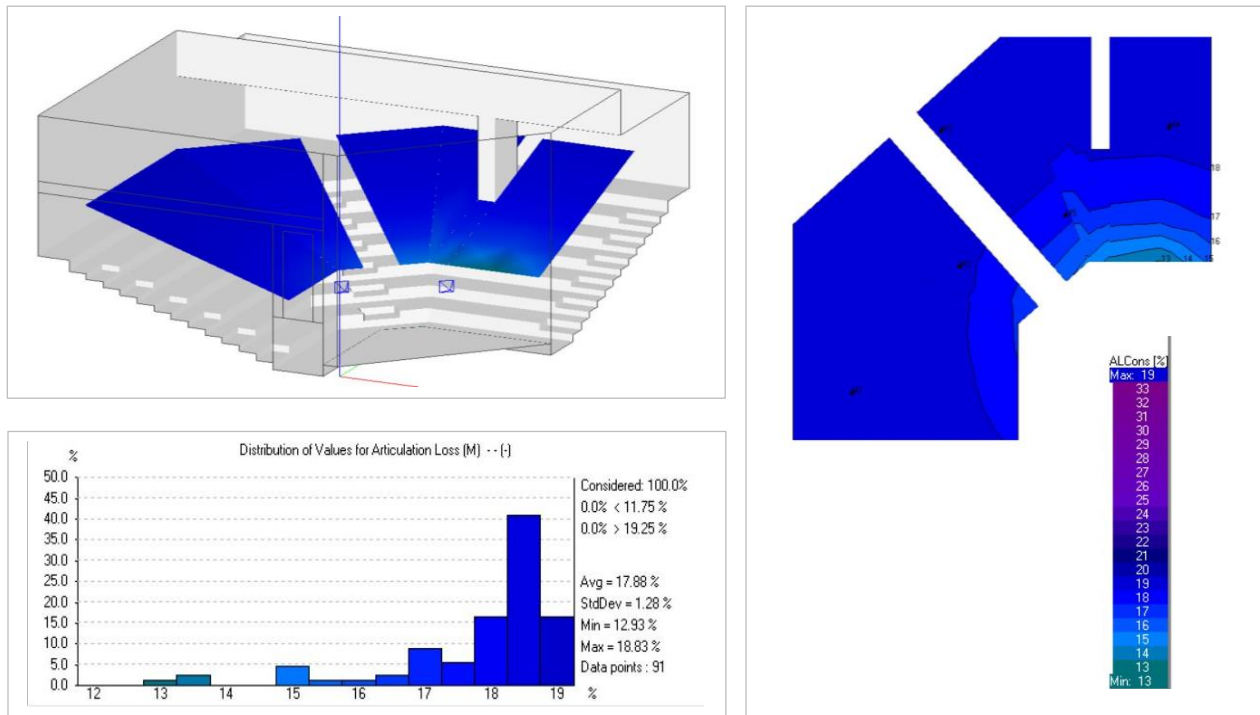 Distribution of Values for Articulation Loss (M) - - (-)
%
50.0
45.0
40.0
35.0
30.0
25.0
20.0
15.0
10.0
5.0
0.0
12 13 14 15 16 17 18 19
%
Considered: 100.0%
0.0% < 11.75 %
0.0% > 19.25 %
Avg = 17.88 %
StdDev = 1.28 %
Min = 12.93 %
Max = 18.83 %
Data points : 91
18
17
16
13 14 15
ALCons [%]
Max: 19
33
32
31
30
29
28
27
26
25
24
23
22
21
20
19
18
17
16
15
14
13
Min: 13